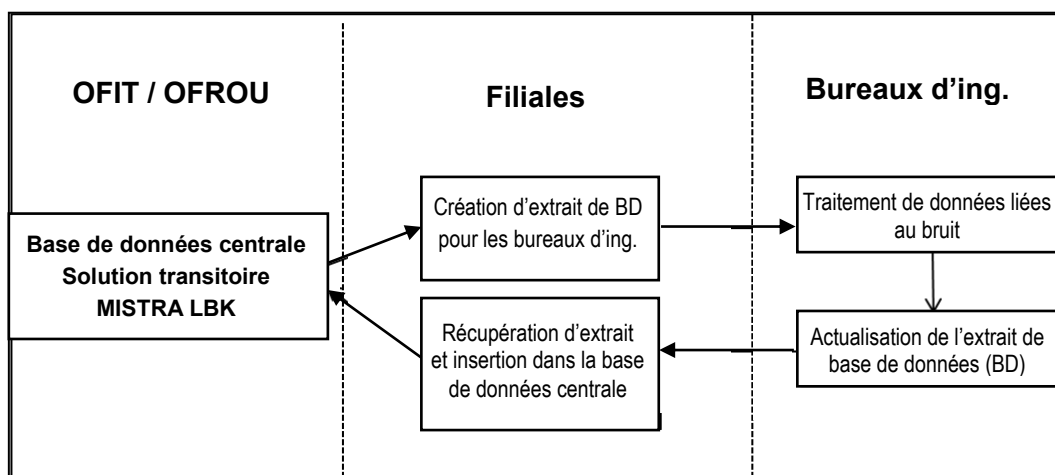 OFIT / OFROU
Filiales
Bureaux d’ing.
Base de données centrale
Solution transitoire
MISTRA LBK
Création d’extrait de BD
pour les bureaux d’ing.
Traitement de données liées
au bruit
Actualisation de l’extrait de
base de données (BD)
Récupération d’extrait
et insertion dans la base
de données centrale